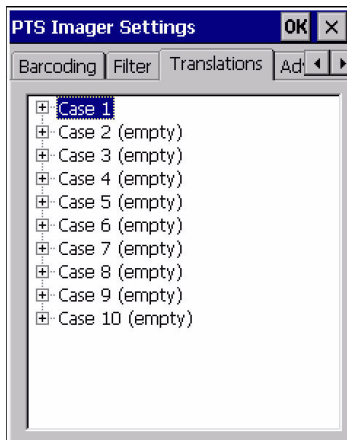 PTS Imager Settings OK ×
Barcoding Filter Translations Ad
Case 1
Case 2 (empty)
Case 3 (empty)
Case 4 (empty)
Case 5 (empty)
Case 6 (empty)
Case 7 (empty)
Case 8 (empty)
Case 9 (empty)
Case 10 (empty)